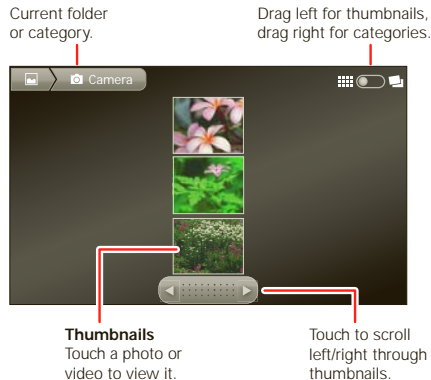 Current folder
or category.
Drag left for thumbnails,
drag right for categories.
Camera
Thumbnails
Touch a photo or
video to view it.
Touch to scroll
left/right through
thumbnails.